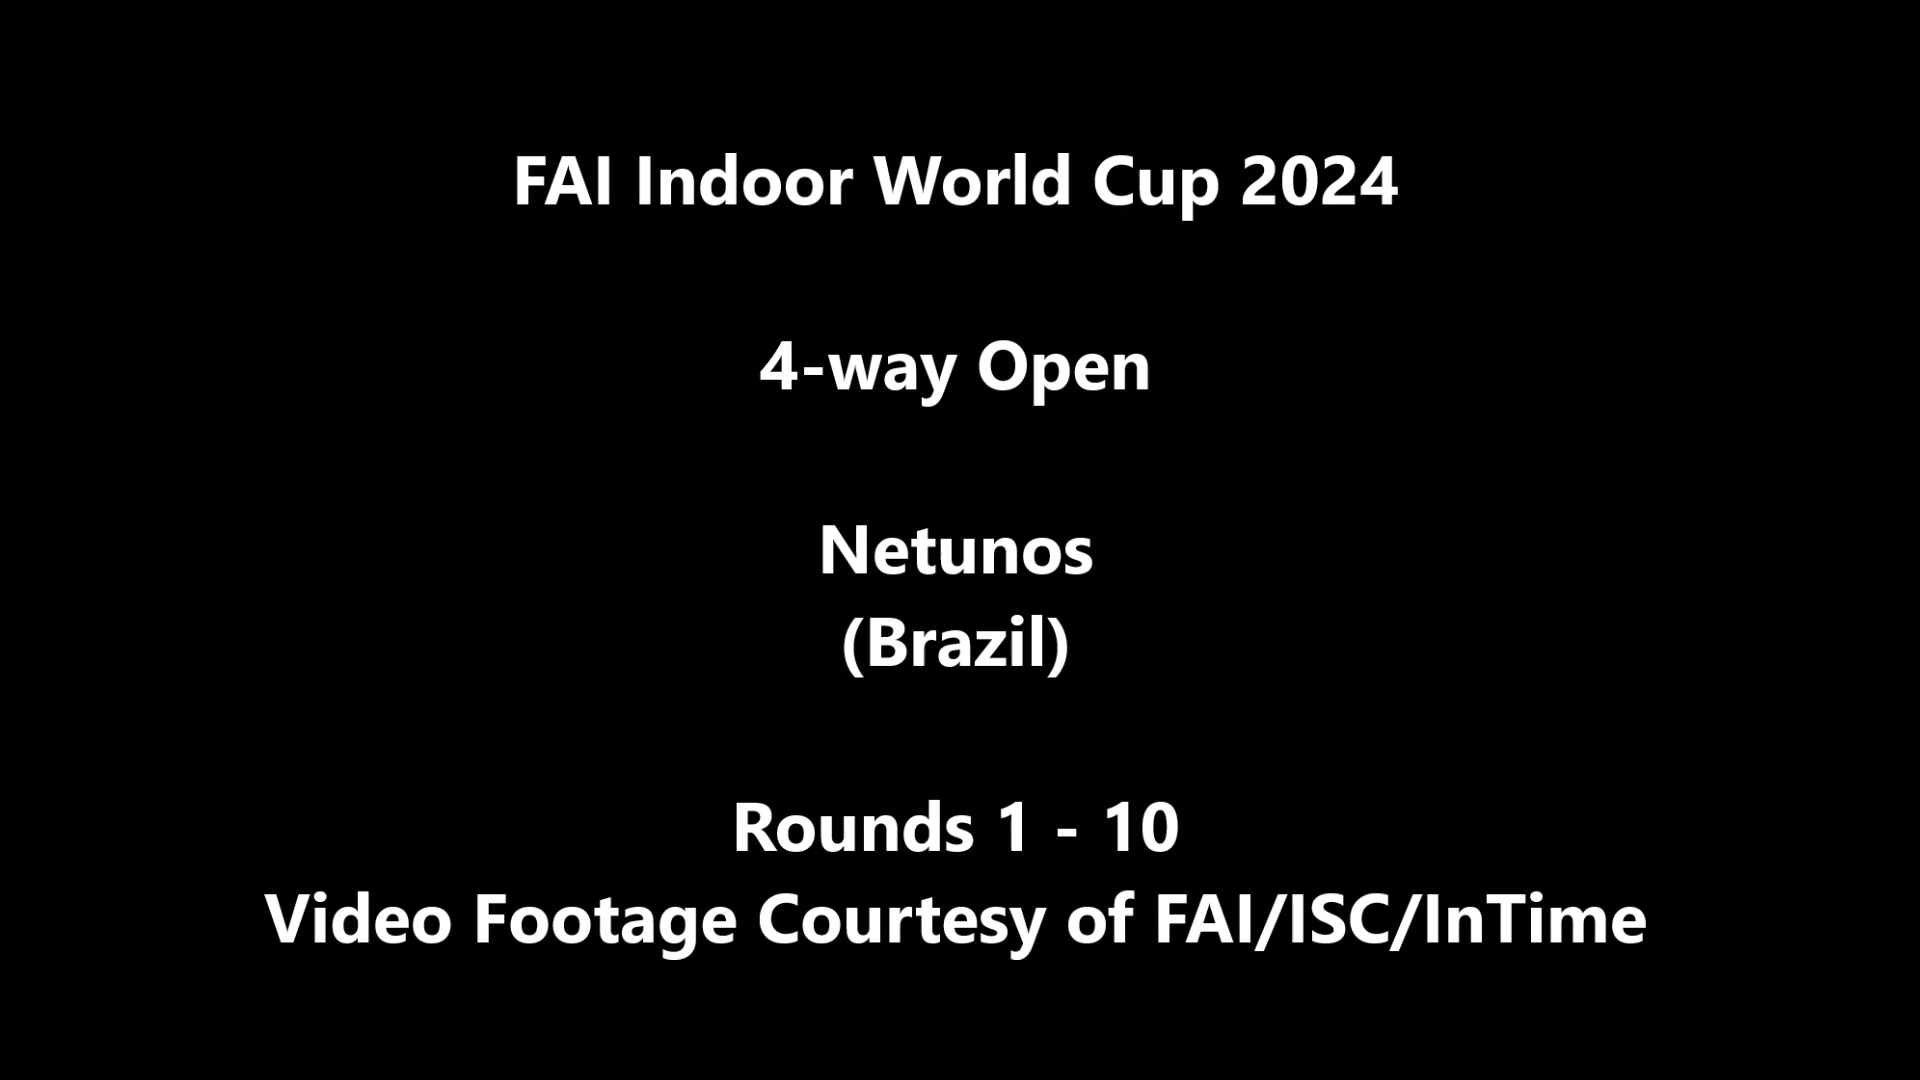 FAI Indoor World Cup 2024
4-way Open
Netunos
(Brazil)
Rounds 1 - 10
Video Footage Courtesy of FAI/ISC/InTime